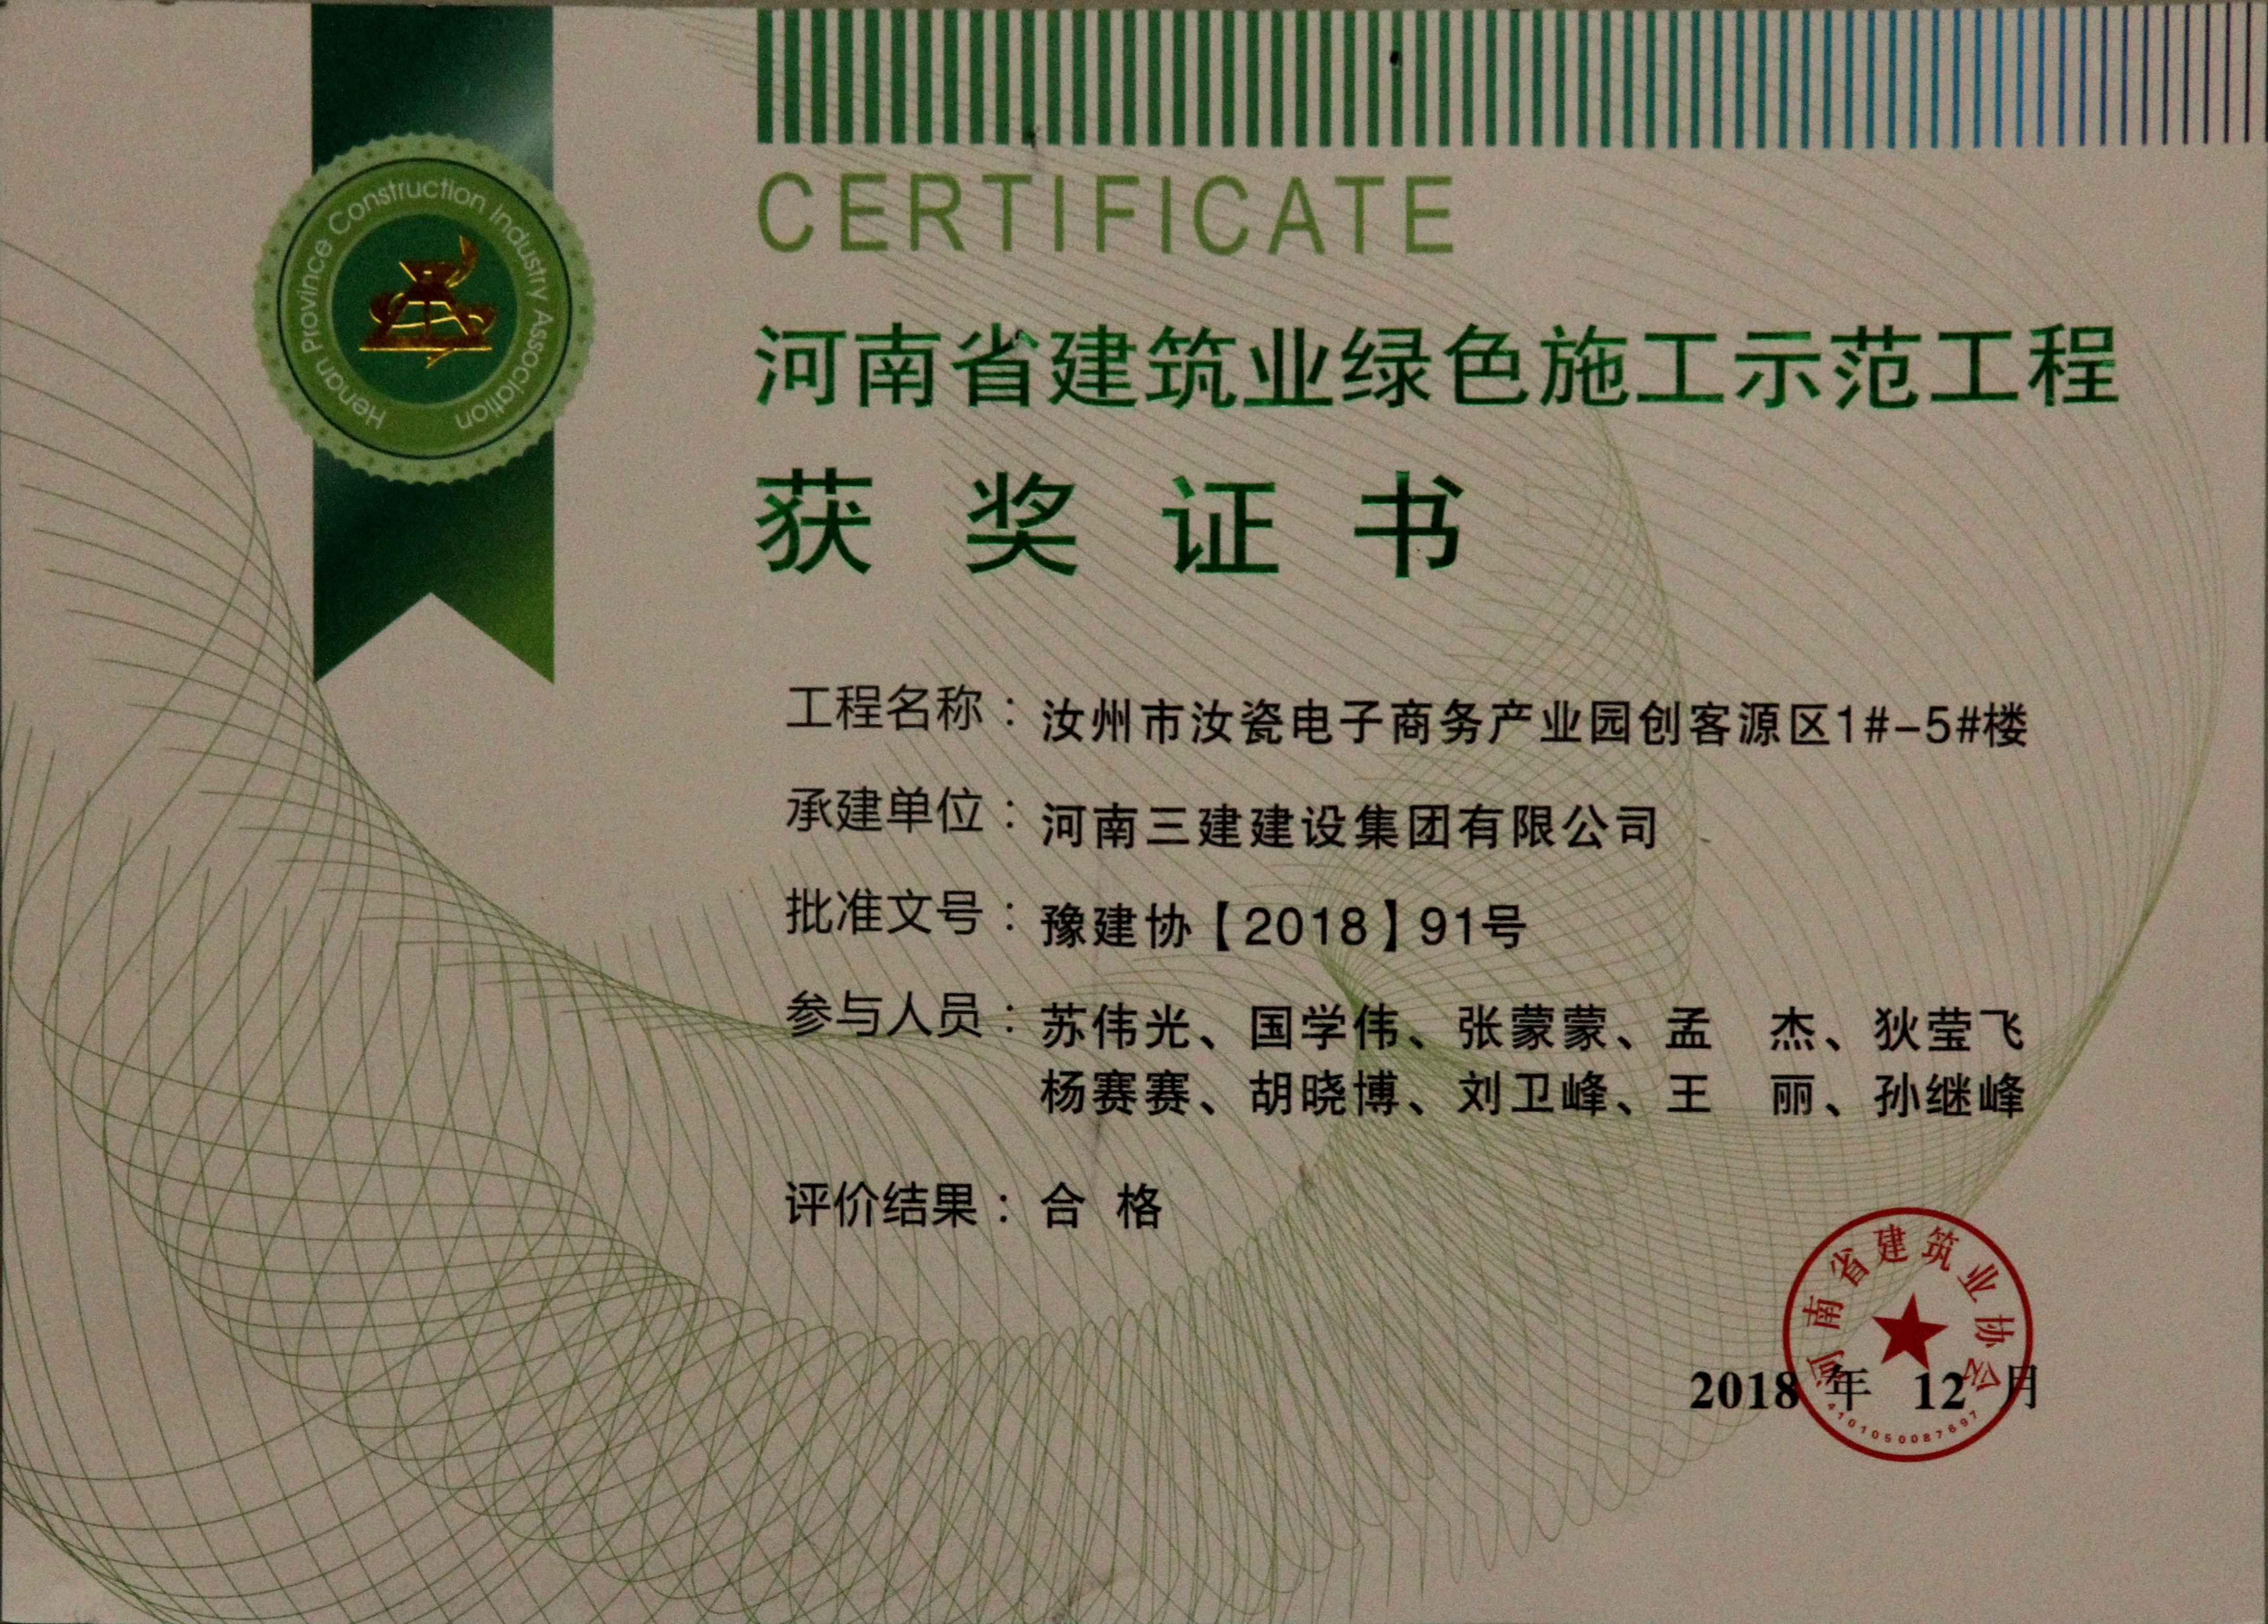 Henan Province Construction Industry Association
CERTIFICATE
河南省建筑业绿色施工示范工程
获 奖 证 书
工程名称：汝州市汝瓷电子商务产业园创客源区1#-5#楼
承建单位：河南三建建设集团有限公司
批准文号：豫建协【2018】91号
参与人员：苏伟光、国学伟、张蒙蒙、孟　杰、狄莹飞
杨赛赛、胡晓博、刘卫峰、王　丽、孙继峰
评价结果：合 格
河南省建筑业协会
2018 年 12 月
4101050087697